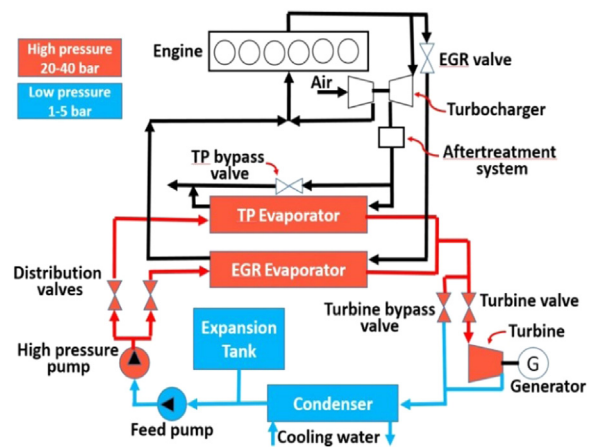 High pressure
20-40 bar
Low pressure
1-5 bar
Engine
EGR valve
Air
Turbocharger
TP bypass
valve
Aftertreatment
system
TP Evaporator
EGR Evaporator
Distribution
valves
Turbine bypass
valve
Turbine valve
Turbine
Expansion
Tank
High pressure
pump
G
Generator
Condenser
Feed pump
Cooling water